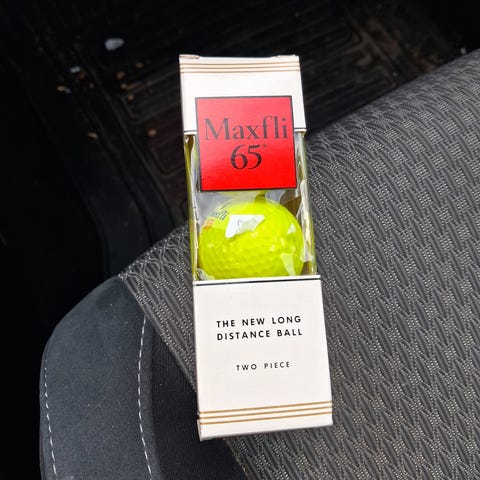 Maxfli
65
THE NEW LONG
DISTANCE BALL
TWO PIECE